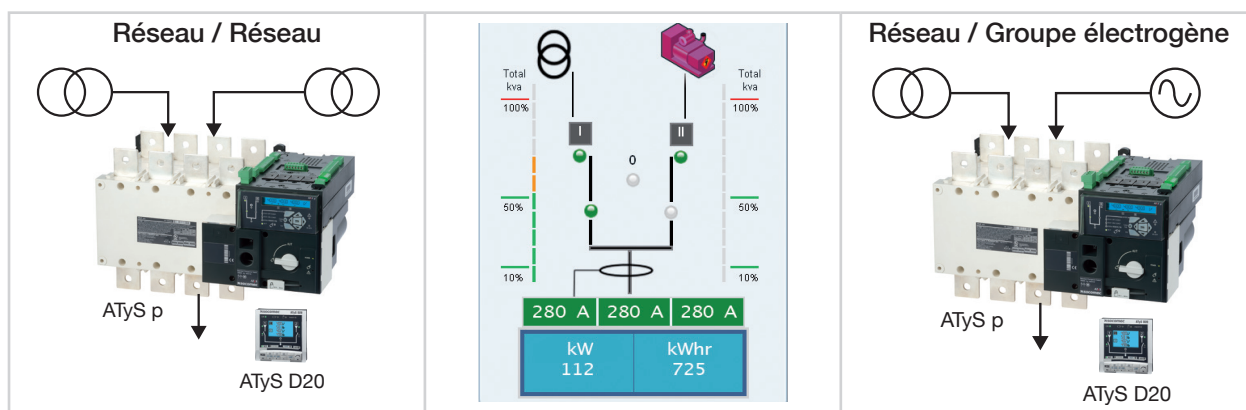 Réseau / Réseau
ATyS p
ATyS D20
Total kva
100%
50%
10%
I
II
0
Total kva
100%
50%
10%
280 A 280 A 280 A
kW kWhr
112 725
Réseau / Groupe électrogène
ATyS p
ATyS D20